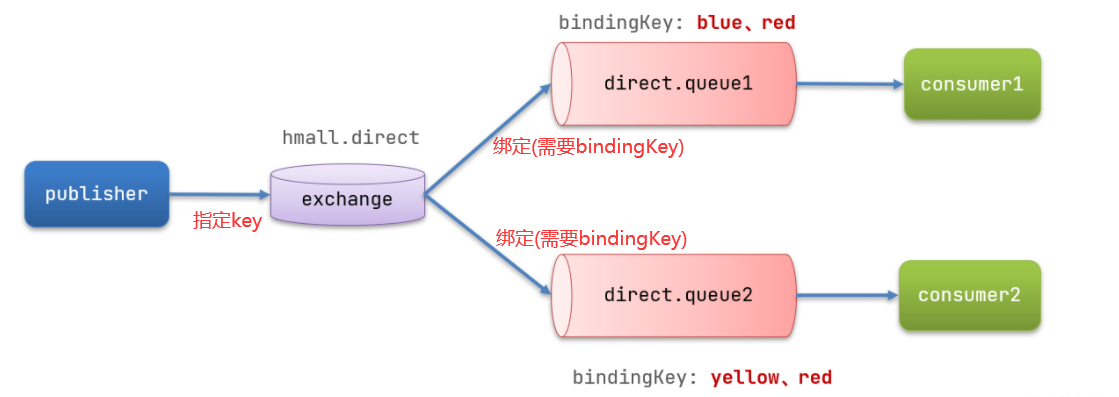 bindingKey: blue、red
direct.queue1
consumer1
hmall.direct
绑定(需要bindingKey)
publisher
exchange
指定key
绑定(需要bindingKey)
direct.queue2
consumer2
bindingKey: yellow、red